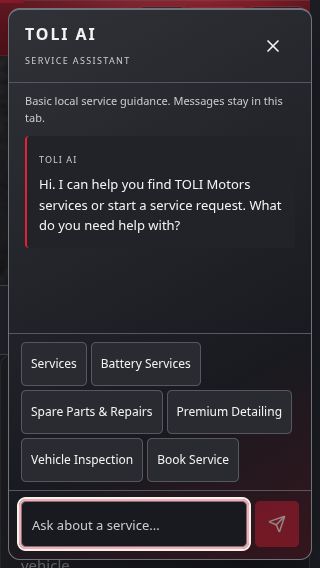 TOLI AI
SERVICE ASSISTANT
Basic local service guidance. Messages stay in this
tab.
TOLI AI
Hi. I can help you find TOLI Motors
services or start a service request. What
do you need help with?
Services
Battery Services
Spare Parts & Repairs
Premium Detailing
Vehicle Inspection
Book Service
Ask about a service...
vehicle